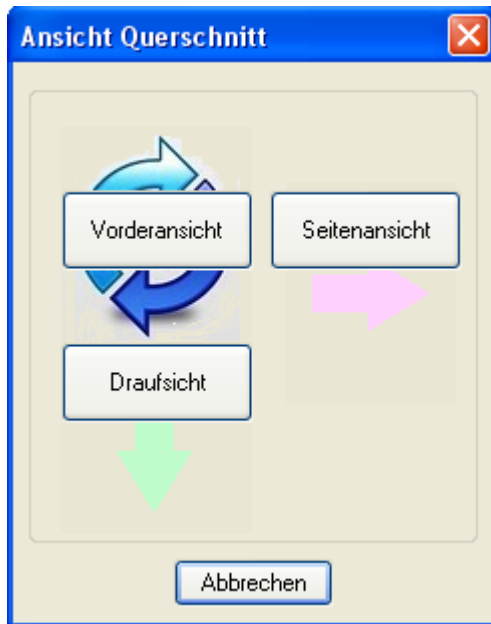 Ansicht Querschnitt
Vorderansicht
Seitenansicht
Draufsicht
Abbrechen